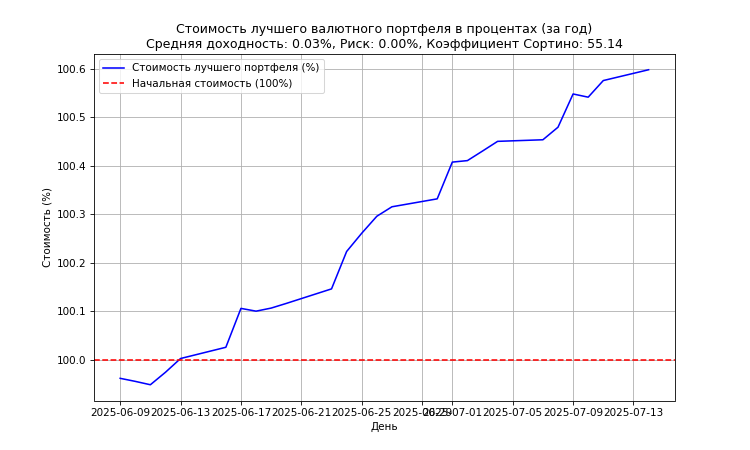 Стоимость лучшего валютного портфеля в процентах (за год)
Средняя доходность: 0.03%, Риск: 0.00%, Коэффициент Сортино: 55.14
Стоимость лучшего портфеля (%)
Начальная стоимость (100%)
Стоимость (%)
100.6
100.5
100.4
100.3
100.2
100.1
100.0
2025-06-09 2025-06-13 2025-06-17 2025-06-21 2025-06-25 2025-06-29 2025-07-01 2025-07-05 2025-07-09 2025-07-13
День